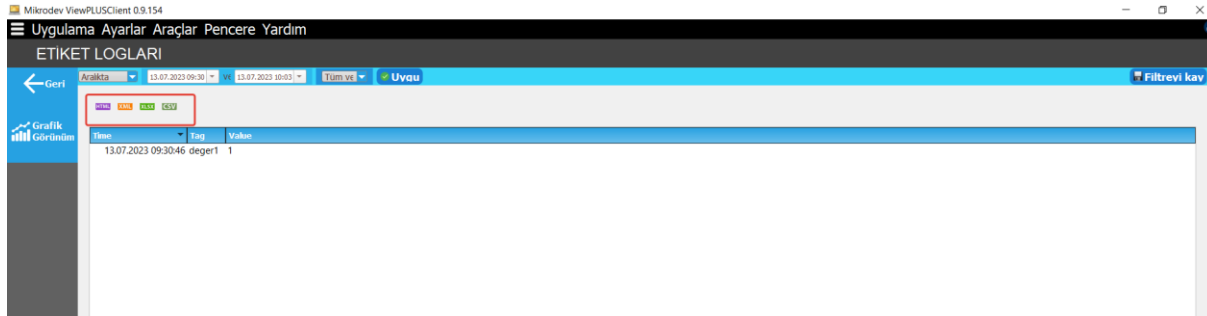 Mikrodev ViewPLUSClient 0.9.154
Uygulama Ayarlar Araçlar Pencere Yardım
ETİKET LOGLARI
Geri
Aralıkta 13.07.2023 09:30 Ve 13.07.2023 10:03 Tüm ve Uygu
Filtreyi kay
HTML XML XLSX CSV
Grafik
Görünüm
Time Tag Value
13.07.2023 09:30:46 deger1 1